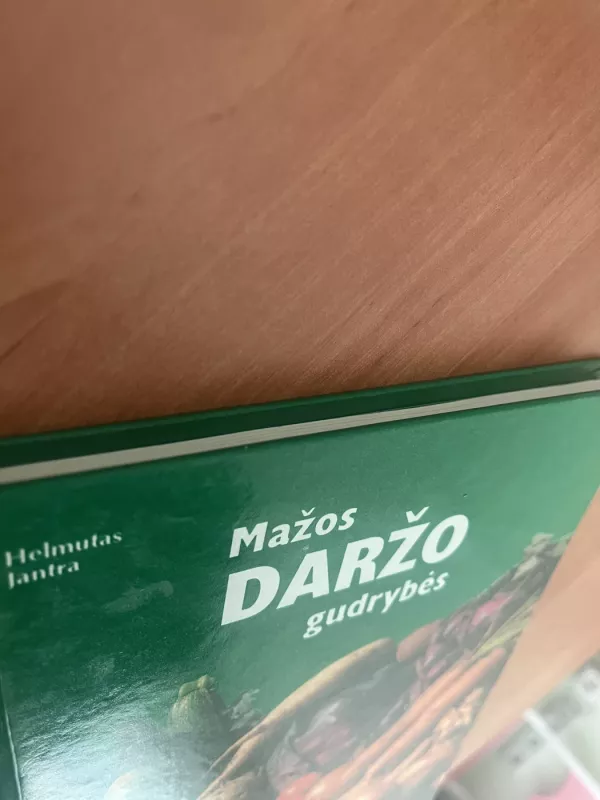 Helmutas
Jantra
Mažos
DARŽO
gudrybės